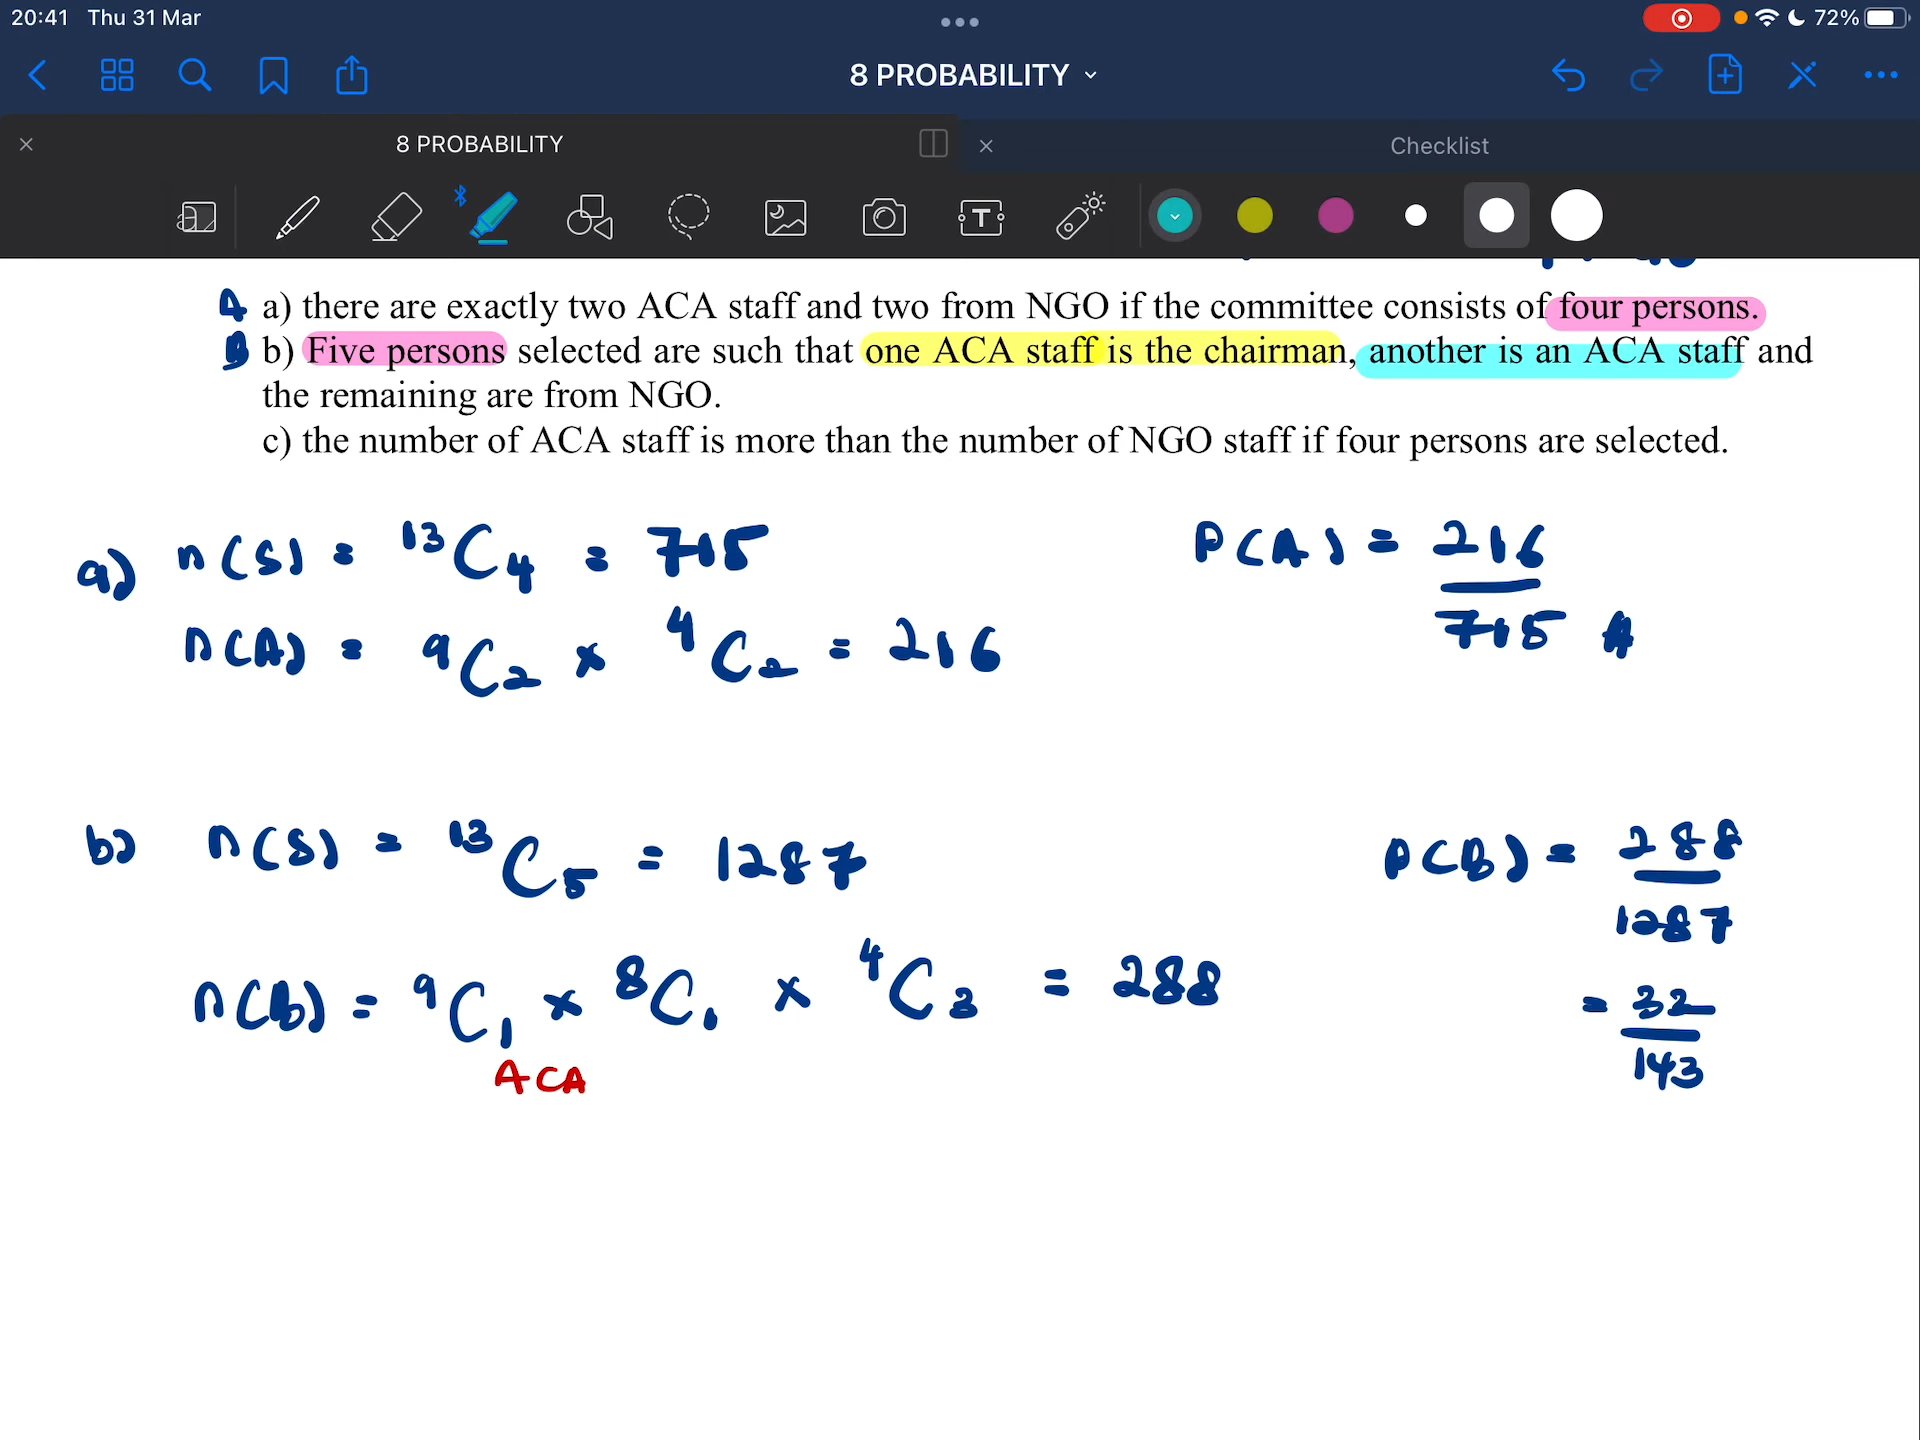 20:41 Thu 31 Mar
72%
8 PROBABILITY
8 PROBABILITY
Checklist
A a) there are exactly two ACA staff and two from NGO if the committee consists of four persons.
B b) Five persons selected are such that one ACA staff is the chairman, another is an ACA staff and
the remaining are from NGO.
c) the number of ACA staff is more than the number of NGO staff if four persons are selected.
a) n(S) = ¹³C₄ = 715
P(A) = 216/715
n(A) = ⁹C₂ × ⁴C₂ = 216
b) n(S) = ¹³C₅ = 1287
P(B) = 288/1287
n(B) = ⁹C₁ × ⁸C₁ × ⁴C₃ = 288
= 32/143
ACA